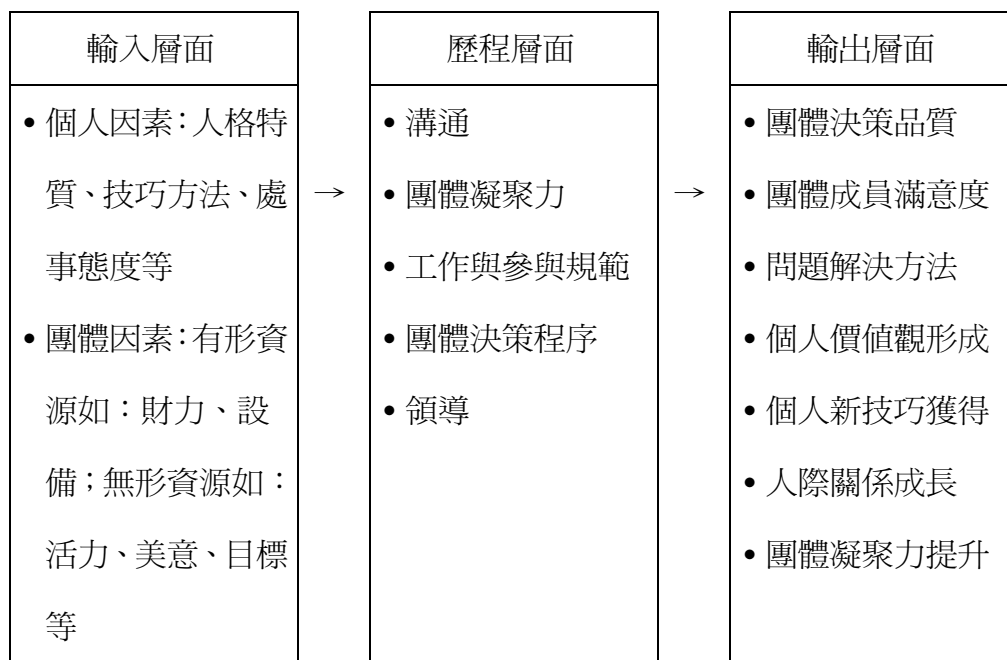 輸入層面
• 個人因素：人格特
質、技巧方法、處
事態度等
• 團體因素：有形資
源如：財力、設
備；無形資源如：
活力、美意、目標
等
→
歷程層面
• 溝通
• 團體凝聚力
• 工作與參與規範
• 團體決策程序
• 領導
→
輸出層面
• 團體決策品質
• 團體成員滿意度
• 問題解決方法
• 個人價值觀形成
• 個人新技巧獲得
• 人際關係成長
• 團體凝聚力提升